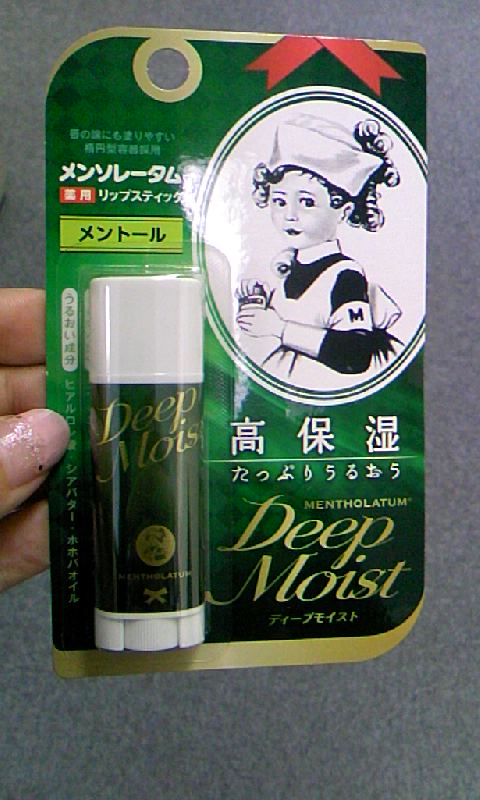 唇の端にも塗りやすい
楕円型容器採用
メンソレータム
薬用 リップスティック
メントール
うるおい成分
ヒアルロン酸・シアバター・ホホバオイル
M
Deep
Moist
MENTHOLATUM
高保湿
たっぷりうるおう
MENTHOLATUM®
Deep
Moist
ディープモイスト